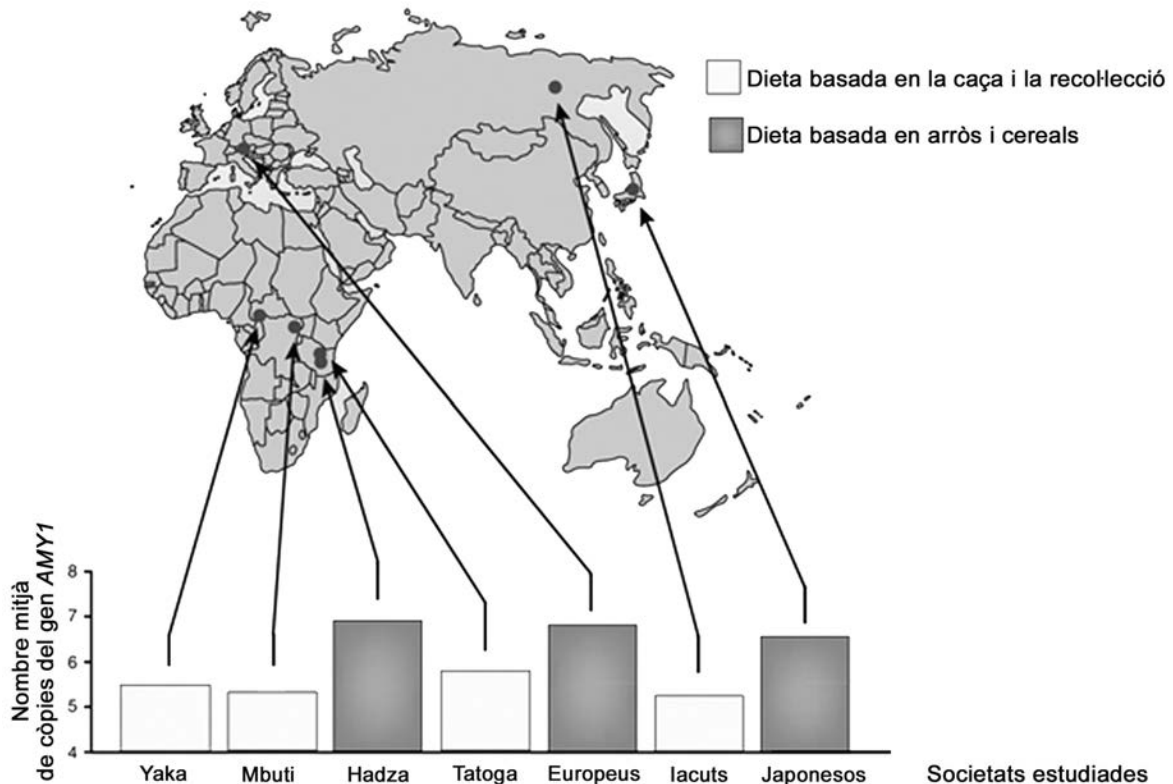 Dieta basada en la caça i la recol·lecció
Dieta basada en arròs i cereals
Nombre mitjà
de còpies del gen AMY1
8
7
6
5
4
Yaka
Mbuti
Hadza
Tatoga
Europeus
Iacuts
Japonesos
Societats estudiades